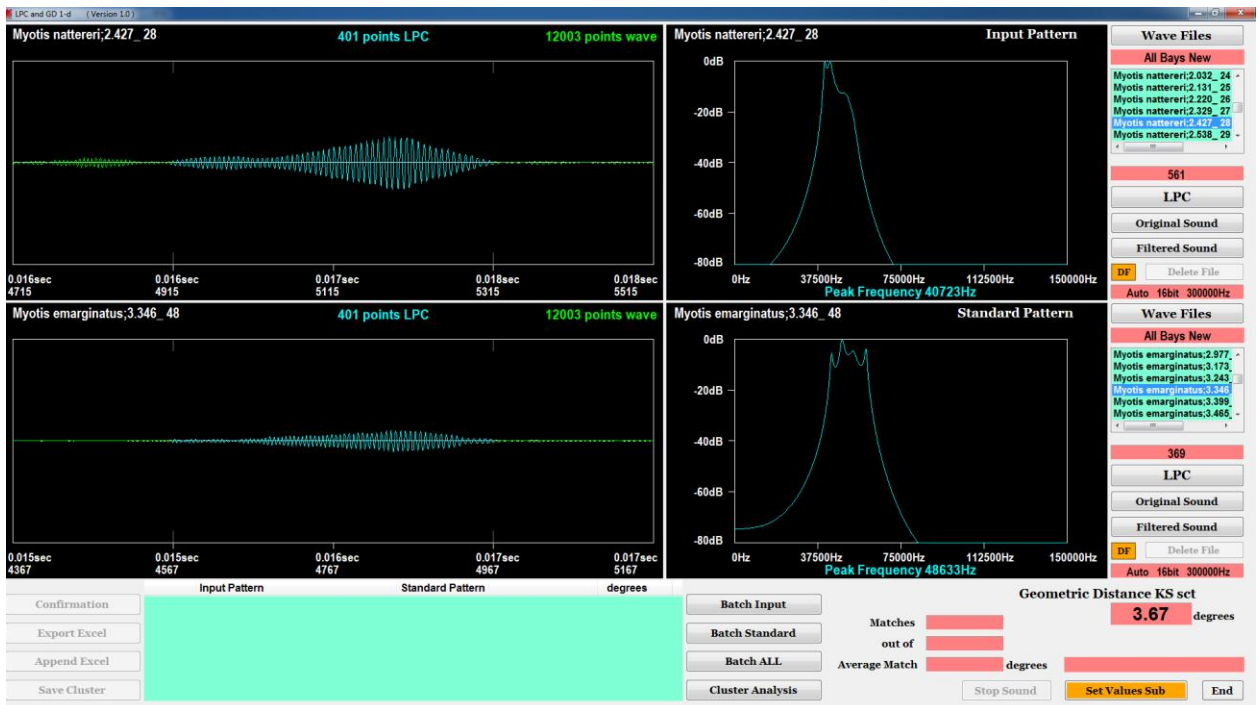 LPC and GD 1-d ( Version 1.0 )
Myotis nattereri;2.427_ 28
401 points LPC
12003 points wave
0.016sec 0.016sec 0.017sec 0.018sec 0.018sec
4715 4915 5115 5315 5515
Myotis nattereri;2.427_ 28
Input Pattern
0dB
-20dB
-40dB
-60dB
-80dB
0Hz 37500Hz 75000Hz 112500Hz 150000Hz
Peak Frequency 40723Hz
Wave Files
All Bays New
Myotis nattereri;2.032_ 24
Myotis nattereri;2.131_ 25
Myotis nattereri;2.220_ 26
Myotis nattereri;2.329_ 27
Myotis nattereri;2.427_ 28
Myotis nattereri;2.538_ 29
561
LPC
Original Sound
Filtered Sound
DF Delete File
Auto 16bit 300000Hz
Myotis emarginatus;3.346_ 48
401 points LPC
12003 points wave
0.015sec 0.015sec 0.016sec 0.017sec 0.017sec
4367 4567 4767 4967 5167
Myotis emarginatus;3.346_ 48
Standard Pattern
0dB
-20dB
-40dB
-60dB
-80dB
0Hz 37500Hz 75000Hz 112500Hz 150000Hz
Peak Frequency 48633Hz
Wave Files
All Bays New
Myotis emarginatus;2.977_
Myotis emarginatus;3.173_
Myotis emarginatus;3.243_
Myotis emarginatus;3.346
Myotis emarginatus;3.399_
Myotis emarginatus;3.465_
369
LPC
Original Sound
Filtered Sound
DF Delete File
Auto 16bit 300000Hz
Input Pattern Standard Pattern degrees
Confirmation
Export Excel
Append Excel
Save Cluster
Batch Input
Batch Standard
Batch ALL
Cluster Analysis
Geometric Distance KS sct
3.67 degrees
Matches
out of
Average Match degrees
Stop Sound Set Values Sub End